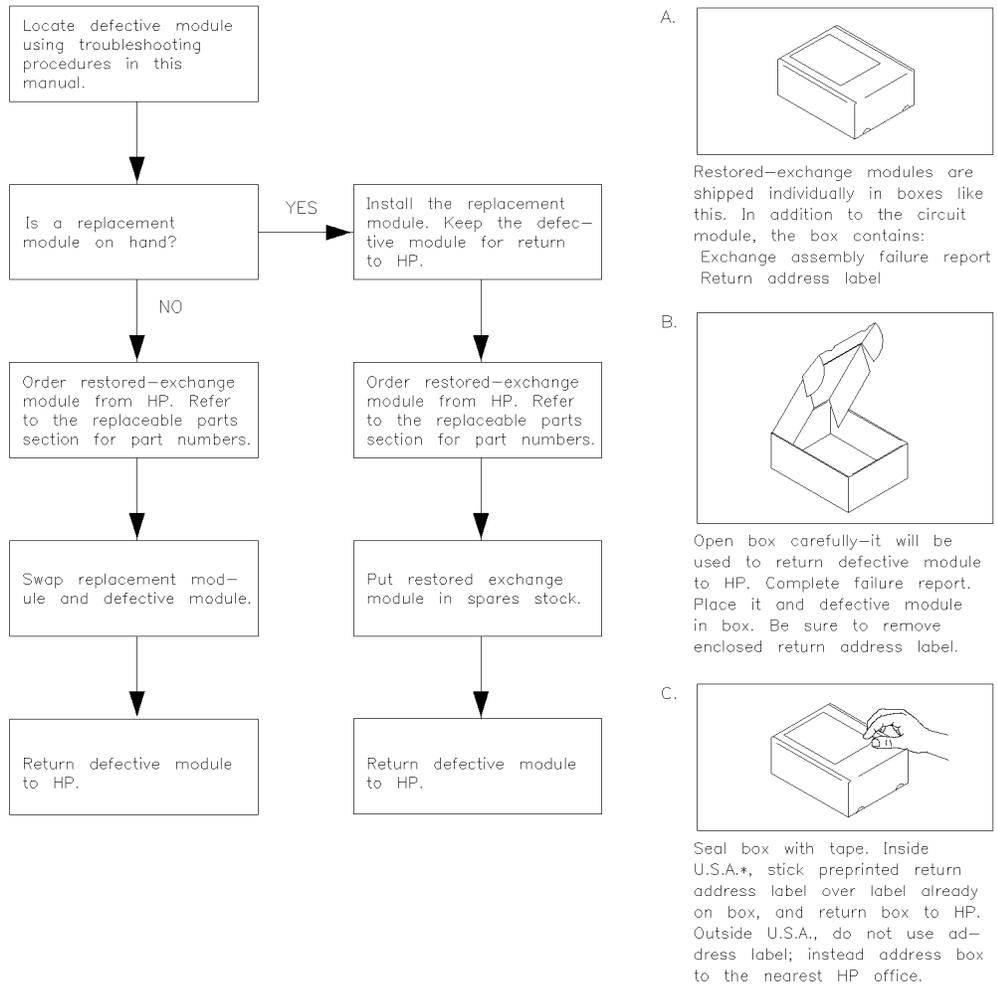 Locate defective module
using troubleshooting
procedures in this
manual.
Is a replacement
module on hand?
YES
Install the replacement
module. Keep the defec-
tive module for return
to HP.
NO
Order restored-exchange
module from HP. Refer
to the replaceable parts
section for part numbers.
Order restored-exchange
module from HP. Refer
to the replaceable parts
section for part numbers.
Swap replacement mod-
ule and defective module.
Put restored exchange
module in spares stock.
Return defective module
to HP.
Return defective module
to HP.
A.
Restored-exchange modules are
shipped individually in boxes like
this. In addition to the circuit
module, the box contains:
Exchange assembly failure report
Return address label
B.
Open box carefully-it will be
used to return defective module
to HP. Complete failure report.
Place it and defective module
in box. Be sure to remove
enclosed return address label.
C.
Seal box with tape. Inside
U.S.A.*, stick preprinted return
address label over label already
on box, and return box to HP.
Outside U.S.A., do not use ad-
dress label; instead address box
to the nearest HP office.